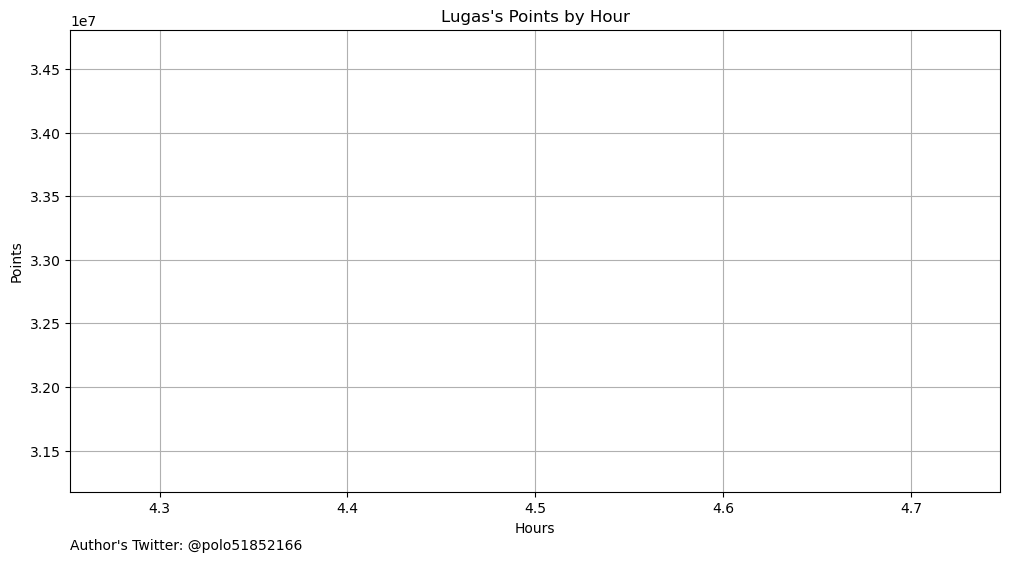 Lugas's Points by Hour
1e7
3.45
3.40
3.35
3.30
3.25
3.20
3.15
Points
4.3 4.4 4.5 4.6 4.7
Hours
Author's Twitter: @polo51852166